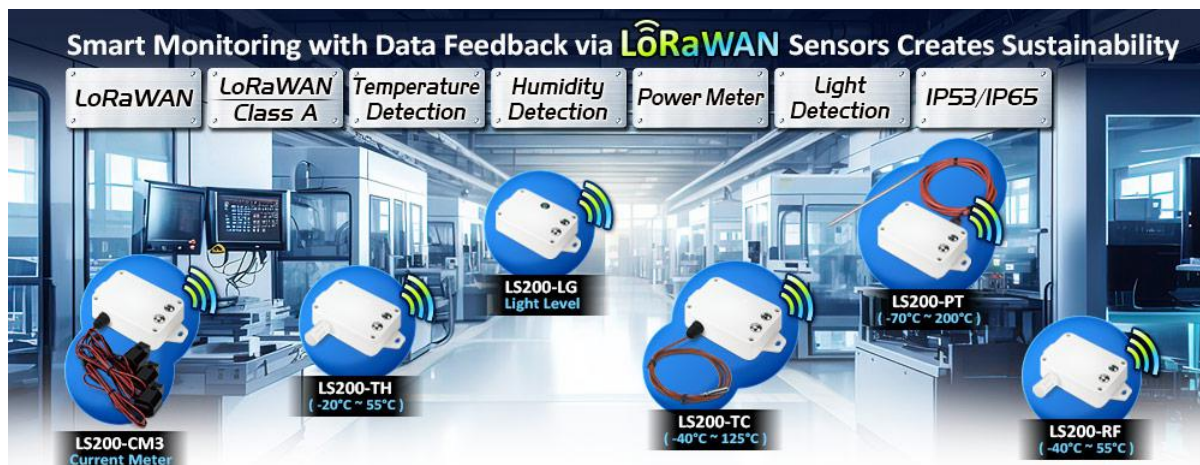 Smart Monitoring with Data Feedback via LoRaWAN Sensors Creates Sustainability
LoRaWAN
LoRaWAN
Class A
Temperature
Detection
Humidity
Detection
Power Meter
Light
Detection
IP53/IP65
LS200-LG
Light Level
LS200-PT
( -70°C ~ 200°C )
LS200-TH
( -20°C ~ 55°C )
LS200-TC
( -40°C ~ 125°C )
LS200-RF
( -40°C ~ 55°C )
LS200-CM3
Current Meter